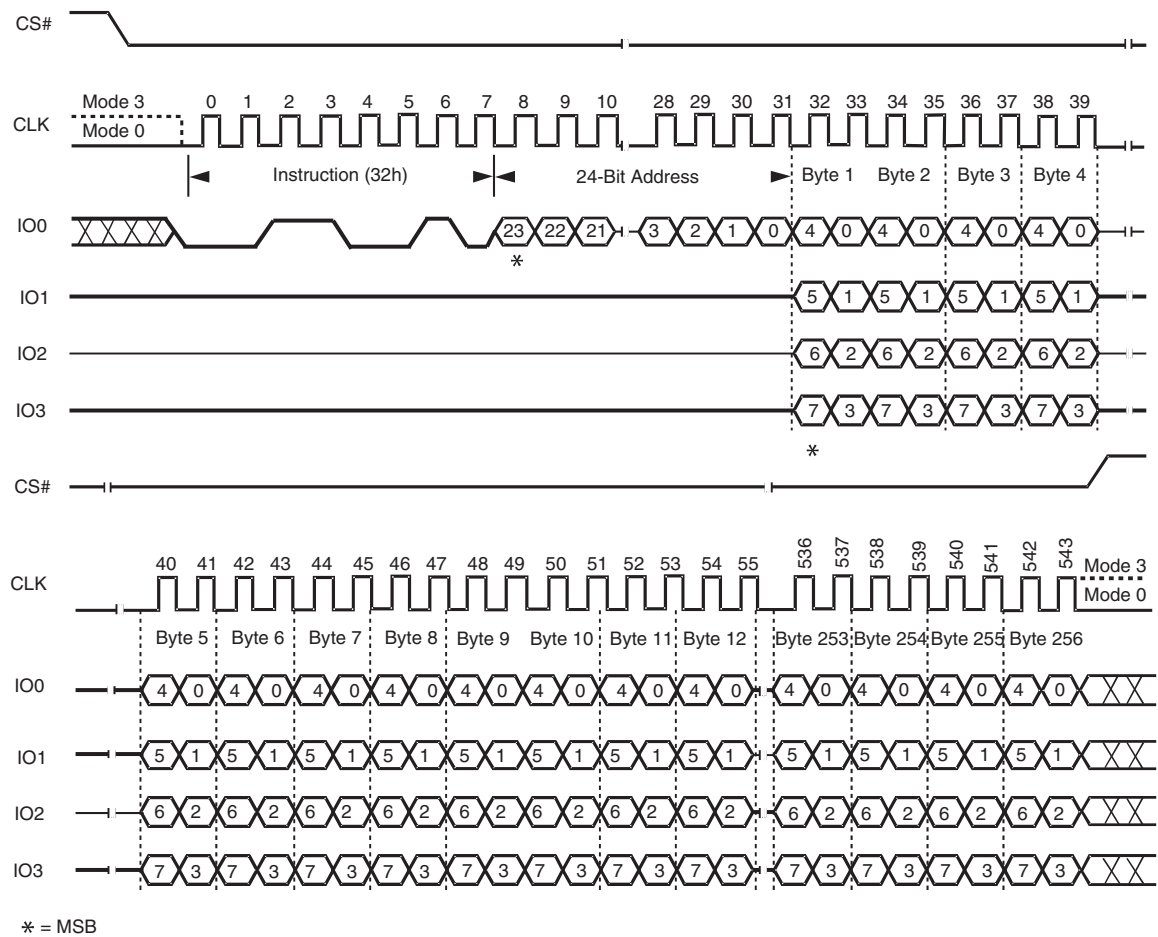 CS#
Mode 3
0 1 2 3 4 5 6 7 8 9 10 28 29 30 31 32 33 34 35 36 37 38 39
CLK
Mode 0
Instruction (32h) 24-Bit Address Byte 1 Byte 2 Byte 3 Byte 4
IO0 23 22 21 3 2 1 0 4 0 4 0 4 0 4 0
*
IO1 5 1 5 1 5 1 5 1
IO2 6 2 6 2 6 2 6 2
IO3 7 3 7 3 7 3 7 3
*
CS#
40 41 42 43 44 45 46 47 48 49 50 51 52 53 54 55 536 537 538 539 540 541 542 543
Mode 3
CLK
Mode 0
Byte 5 Byte 6 Byte 7 Byte 8 Byte 9 Byte 10 Byte 11 Byte 12 Byte 253 Byte 254 Byte 255 Byte 256
IO0 4 0 4 0 4 0 4 0 4 0 4 0 4 0 4 0 4 0 4 0 4 0 4 0
IO1 5 1 5 1 5 1 5 1 5 1 5 1 5 1 5 1 5 1 5 1 5 1 5 1
IO2 6 2 6 2 6 2 6 2 6 2 6 2 6 2 6 2 6 2 6 2 6 2 6 2
IO3 7 3 7 3 7 3 7 3 7 3 7 3 7 3 7 3 7 3 7 3 7 3 7 3
* = MSB